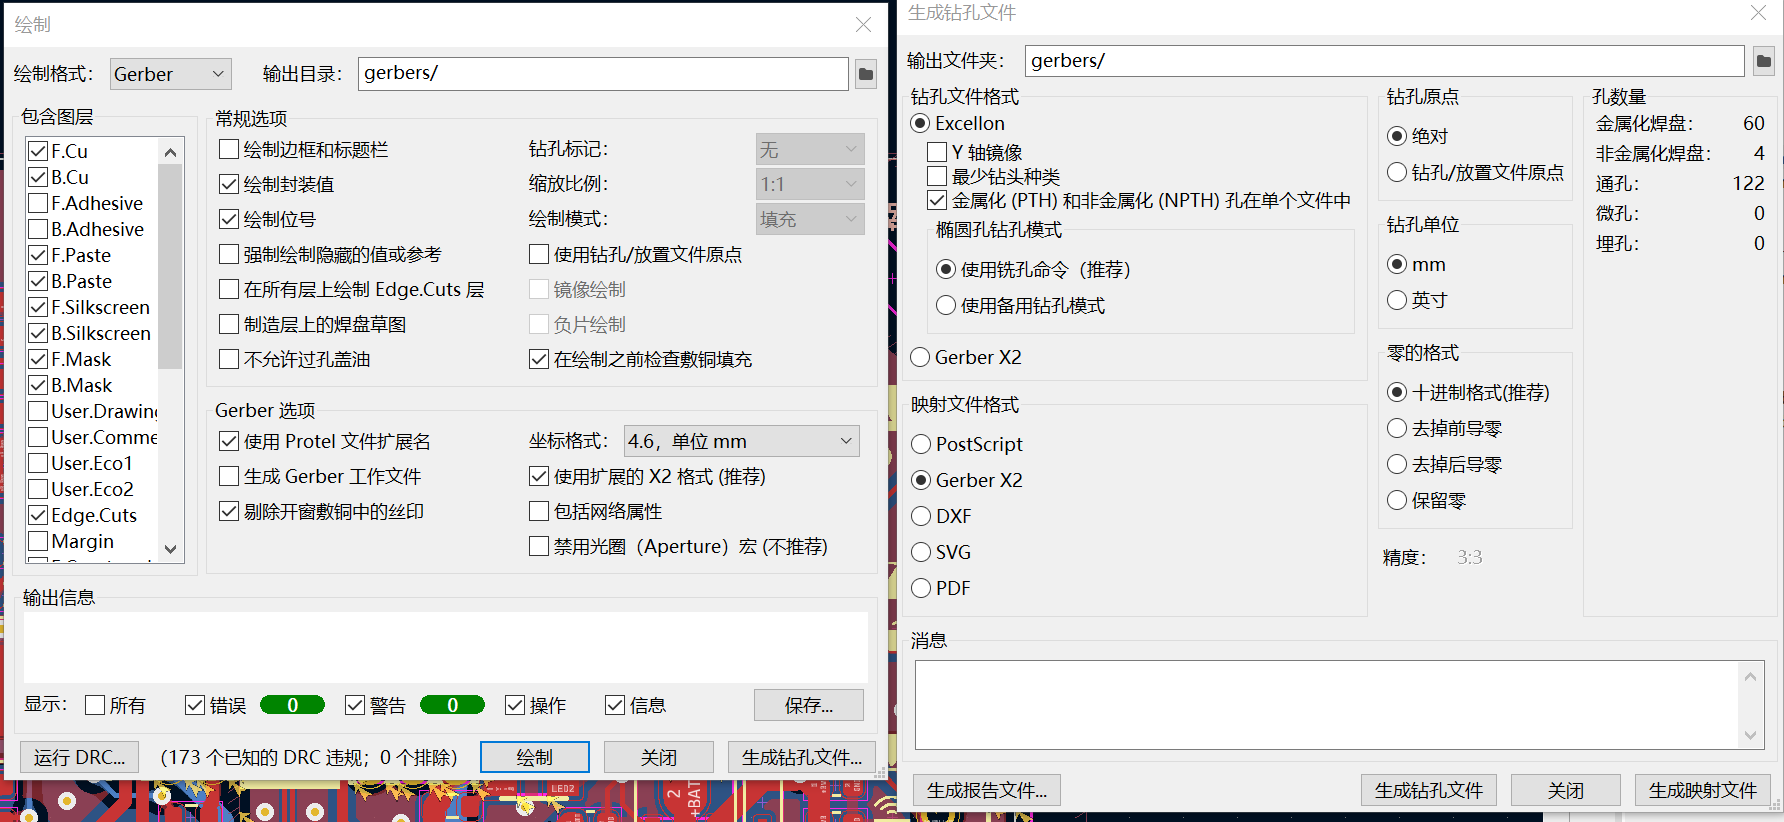 绘制
绘制格式： Gerber 输出目录： gerbers/
包含图层
F.Cu
B.Cu
F.Adhesive
B.Adhesive
F.Paste
B.Paste
F.Silkscreen
B.Silkscreen
F.Mask
B.Mask
User.Drawing
User.Comme
User.Eco1
User.Eco2
Edge.Cuts
Margin
常规选项
绘制边框和标题栏 钻孔标记： 无
绘制封装值 缩放比例： 1:1
绘制位号 绘制模式： 填充
强制绘制隐藏的值或参考 使用钻孔/放置文件原点
在所有层上绘制 Edge.Cuts 层 镜像绘制
制造层上的焊盘草图 负片绘制
不允许过孔盖油 在绘制之前检查敷铜填充
Gerber 选项
使用 Protel 文件扩展名 坐标格式： 4.6，单位 mm
生成 Gerber 工作文件 使用扩展的 X2 格式 (推荐)
剔除开窗敷铜中的丝印 包括网络属性
禁用光圈（Aperture）宏 (不推荐)
输出信息
显示： 所有 错误 0 警告 0 操作 信息 保存...
运行 DRC... （173 个已知的 DRC 违规；0 个排除） 绘制 关闭 生成钻孔文件...
LED2
2
+BAT
生成钻孔文件
输出文件夹： gerbers/
钻孔文件格式
Excellon
Y 轴镜像
最少钻头种类
金属化 (PTH) 和非金属化 (NPTH) 孔在单个文件中
椭圆孔钻孔模式
使用铣孔命令（推荐）
使用备用钻孔模式
Gerber X2
映射文件格式
PostScript
Gerber X2
DXF
SVG
PDF
钻孔原点
绝对
钻孔/放置文件原点
钻孔单位
mm
英寸
零的格式
十进制格式(推荐)
去掉前导零
去掉后导零
保留零
精度： 3:3
孔数量
金属化焊盘： 60
非金属化焊盘： 4
通孔： 122
微孔： 0
埋孔： 0
消息
生成报告文件... 生成钻孔文件 关闭 生成映射文件